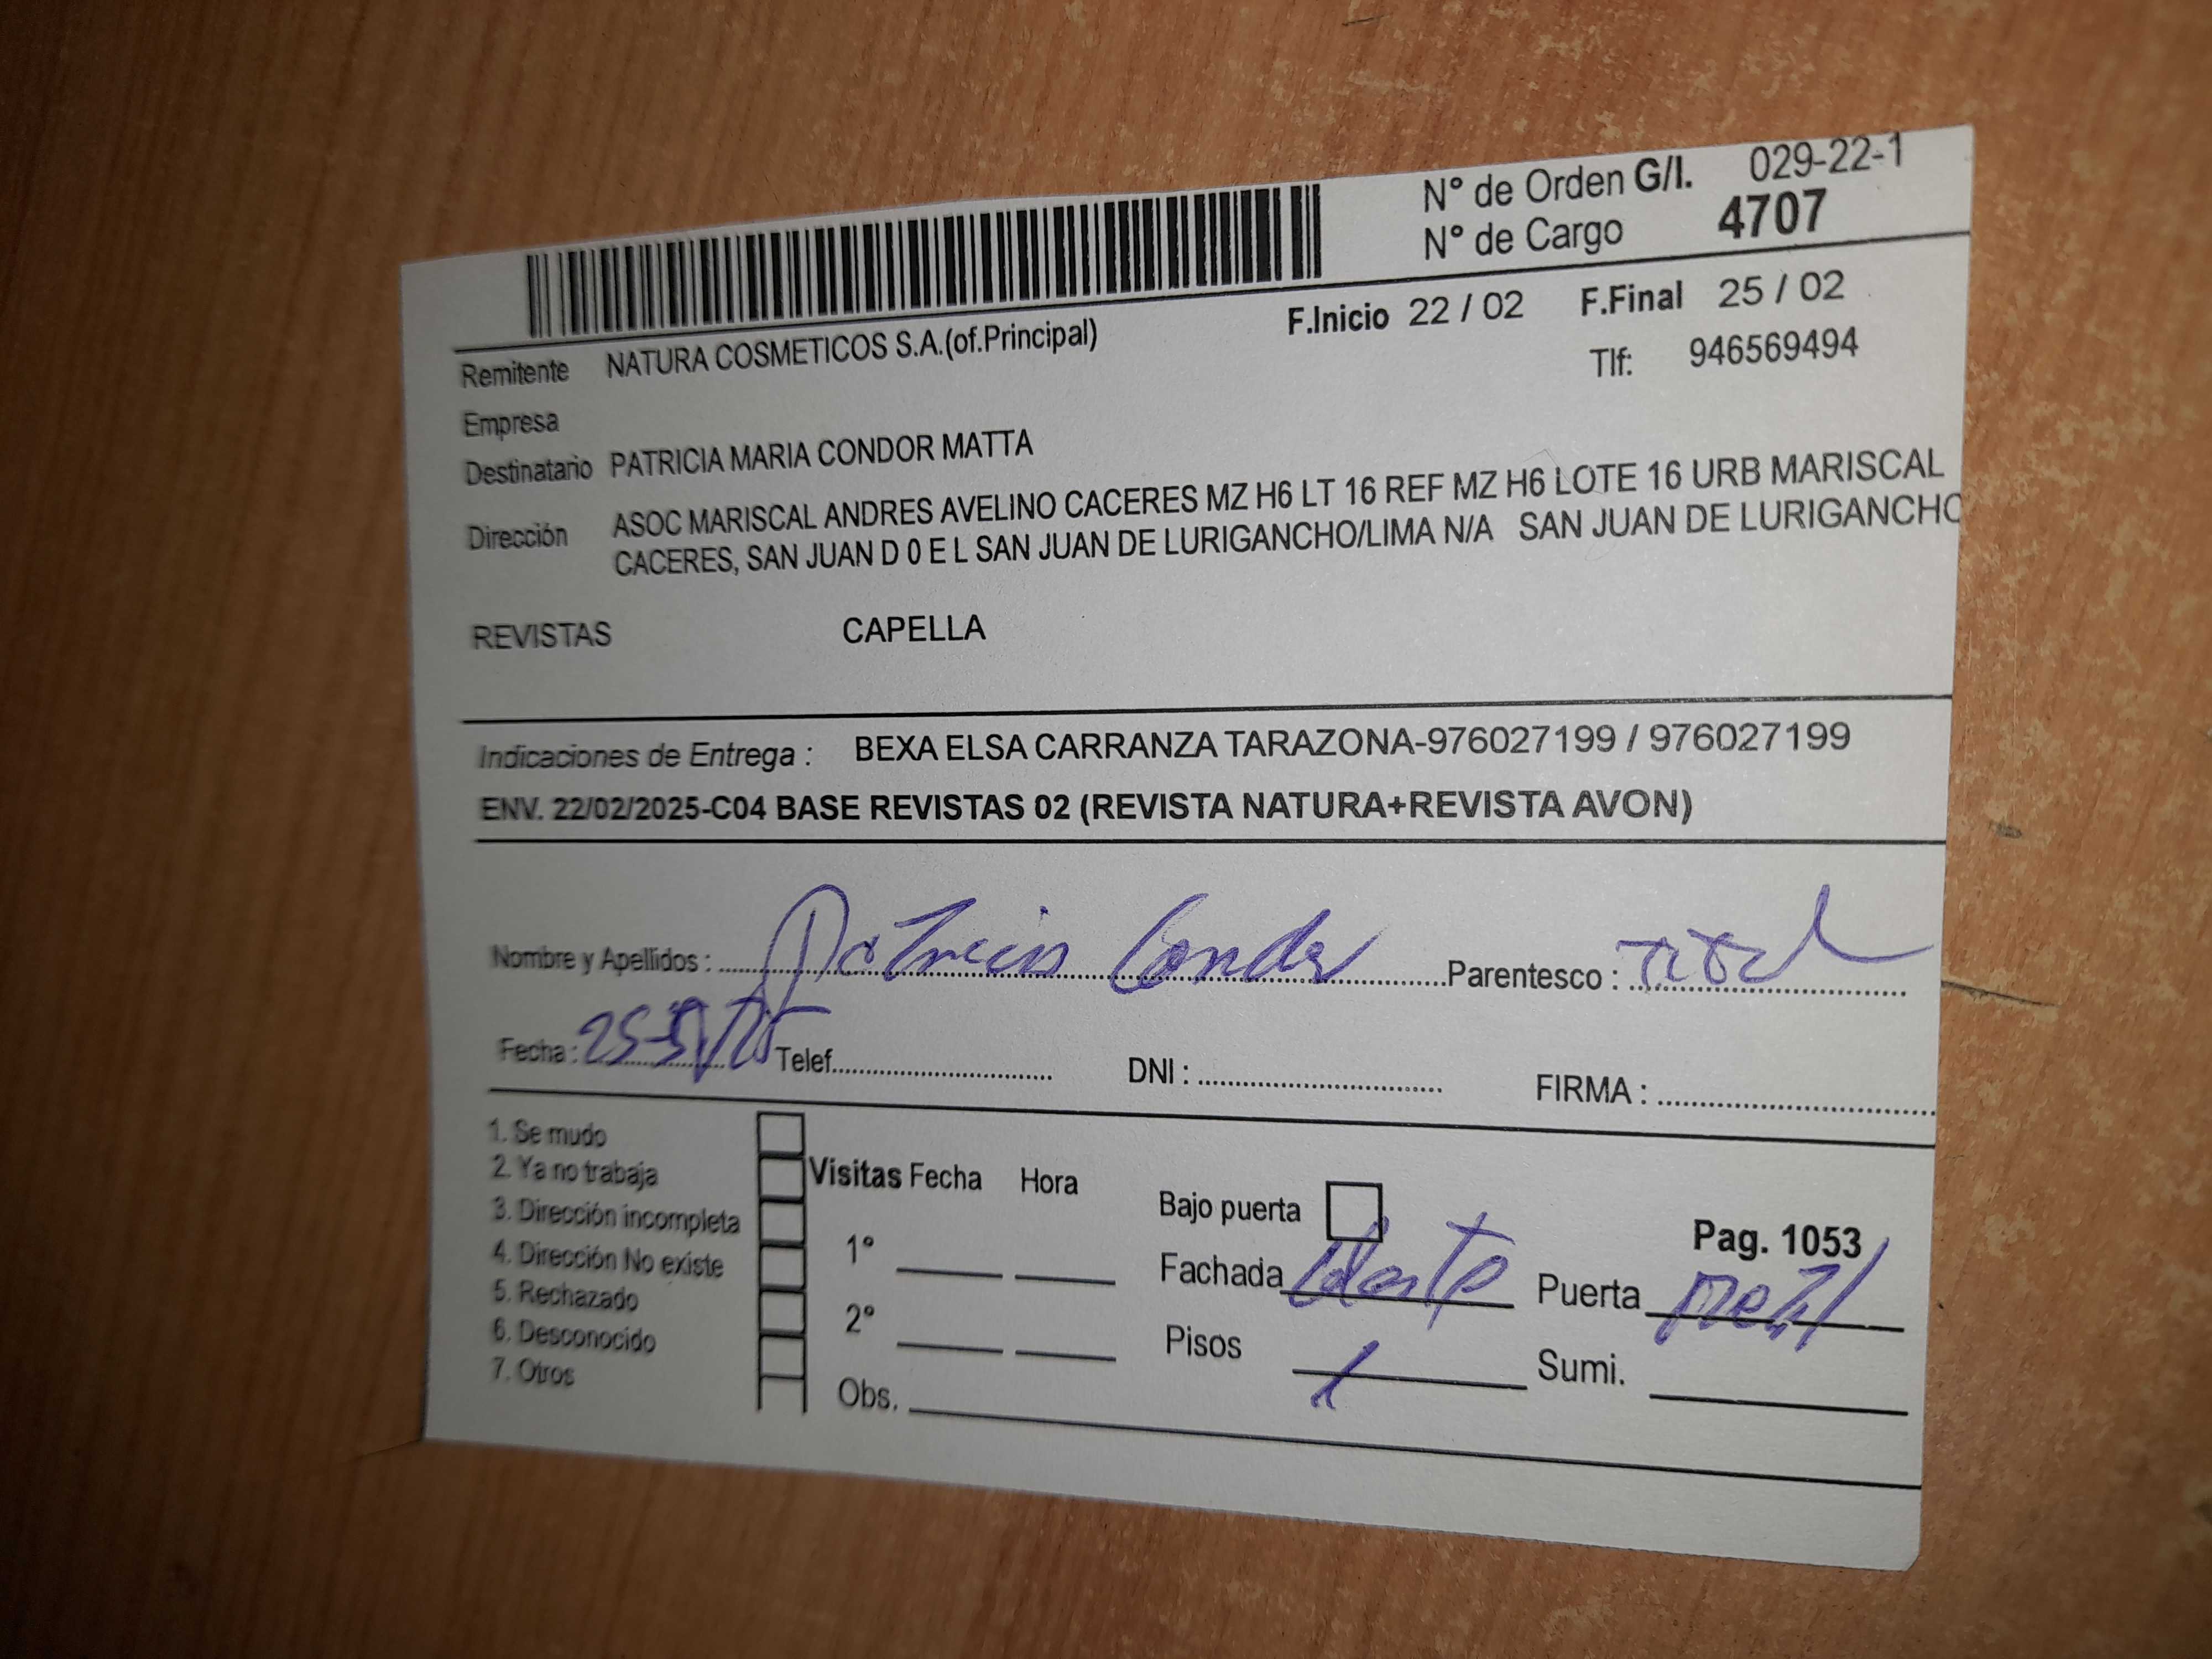 N° de Orden G/I. 029-22-1
N° de Cargo 4707
F.Inicio 22 / 02 F.Final 25 / 02
Remitente NATURA COSMETICOS S.A.(of.Principal) Tlf: 946569494
Empresa
Destinatario PATRICIA MARIA CONDOR MATTA
Dirección ASOC MARISCAL ANDRES AVELINO CACERES MZ H6 LT 16 REF MZ H6 LOTE 16 URB MARISCAL
CACERES, SAN JUAN D 0 E L SAN JUAN DE LURIGANCHO/LIMA N/A SAN JUAN DE LURIGANCHO
REVISTAS CAPELLA
Indicaciones de Entrega : BEXA ELSA CARRANZA TARAZONA-976027199 / 976027199
ENV. 22/02/2025-C04 BASE REVISTAS 02 (REVISTA NATURA+REVISTA AVON)
Nombre y Apellidos : Patricia Condor Parentesco :
Fecha : Telef. DNI : FIRMA :
1. Se mudo
2. Ya no trabaja
3. Dirección incompleta
4. Dirección No existe
5. Rechazado
6. Desconocido
7. Otros
Visitas Fecha Hora
1°
2°
Obs.
Bajo puerta
Pag. 1053
Fachada Puerta
Pisos 1 Sumi.